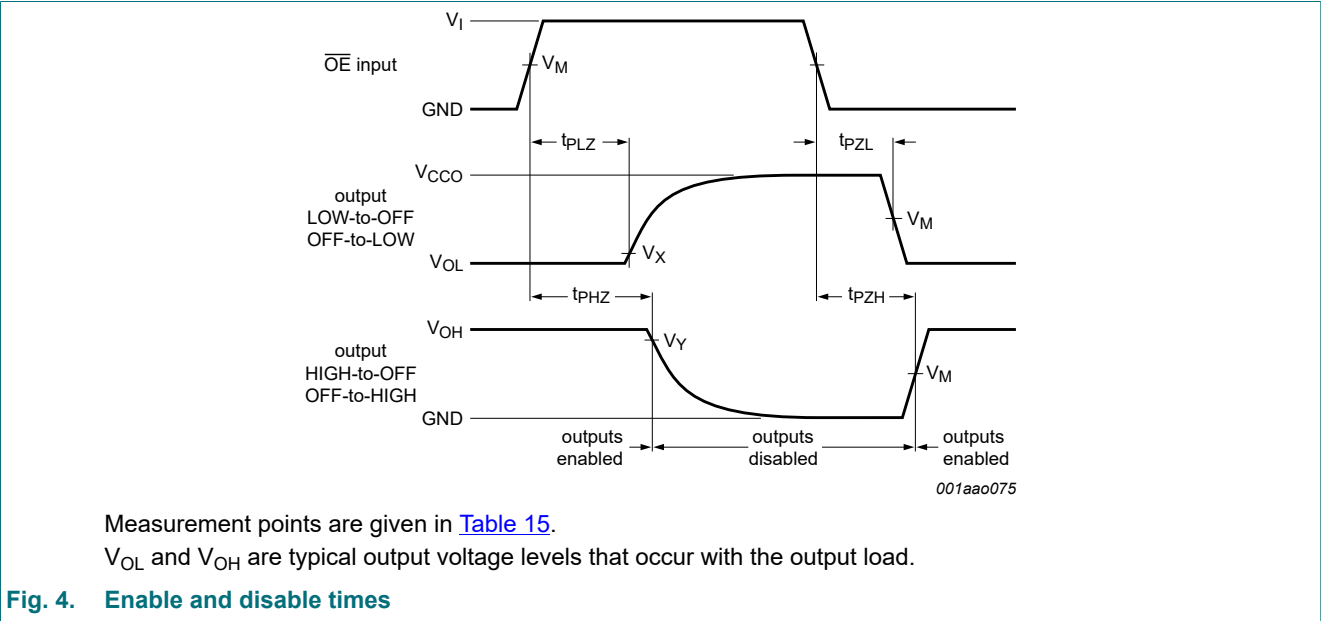 V_I
OE input
V_M
GND
t_PLZ
t_PZL
V_CCO
output
LOW-to-OFF
OFF-to-LOW
V_M
V_X
V_OL
t_PHZ
t_PZH
V_OH
output
HIGH-to-OFF
OFF-to-HIGH
V_Y
V_M
GND
outputs
enabled
outputs
disabled
outputs
enabled
001aao075
Measurement points are given in Table 15.
V_OL and V_OH are typical output voltage levels that occur with the output load.
Fig. 4. Enable and disable times